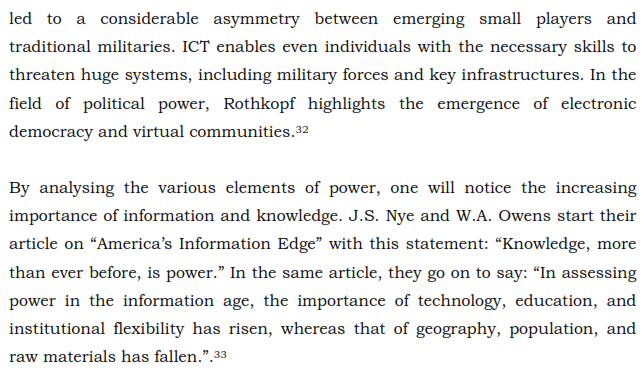 led to a considerable asymmetry between emerging small players and
traditional militaries. ICT enables even individuals with the necessary skills to
threaten huge systems, including military forces and key infrastructures. In the
field of political power, Rothkopf highlights the emergence of electronic
democracy and virtual communities.³²
By analysing the various elements of power, one will notice the increasing
importance of information and knowledge. J.S. Nye and W.A. Owens start their
article on “America’s Information Edge” with this statement: “Knowledge, more
than ever before, is power.” In the same article, they go on to say: “In assessing
power in the information age, the importance of technology, education, and
institutional flexibility has risen, whereas that of geography, population, and
raw materials has fallen.”.³³